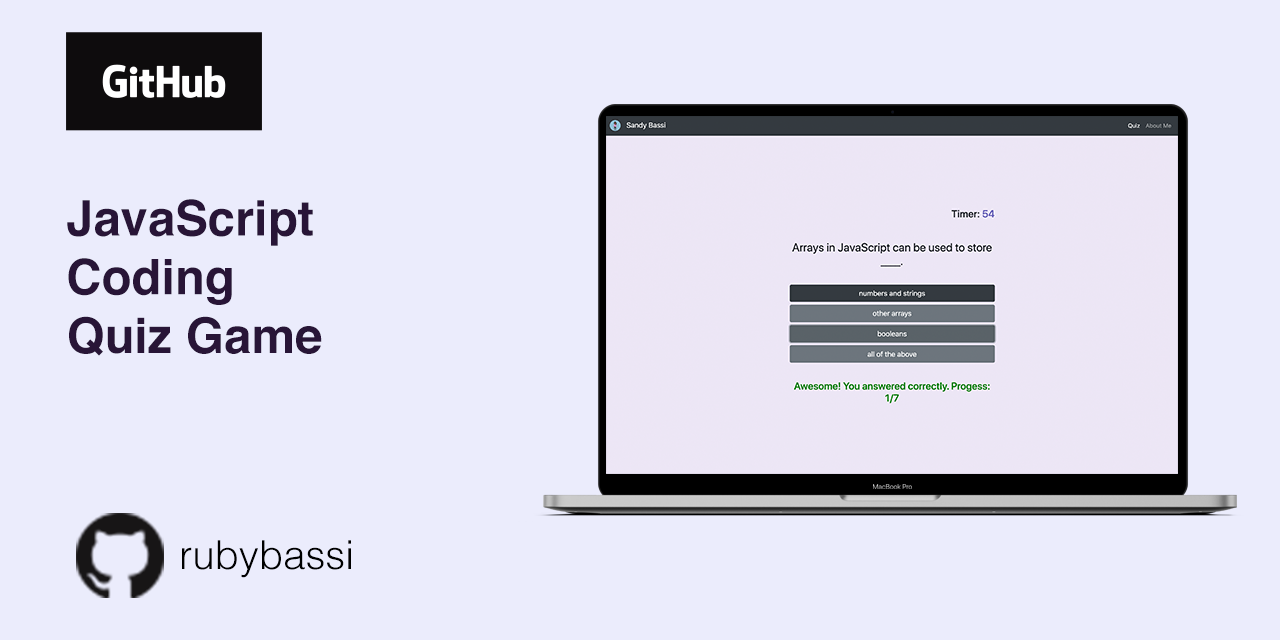 GitHub
JavaScript
Coding
Quiz Game
rubybassi
Sandy Bassi
Quiz About Me
Timer: 54
Arrays in JavaScript can be used to store
____.
numbers and strings
other arrays
booleans
all of the above
Awesome! You answered correctly. Progess:
1/7
MacBook Pro